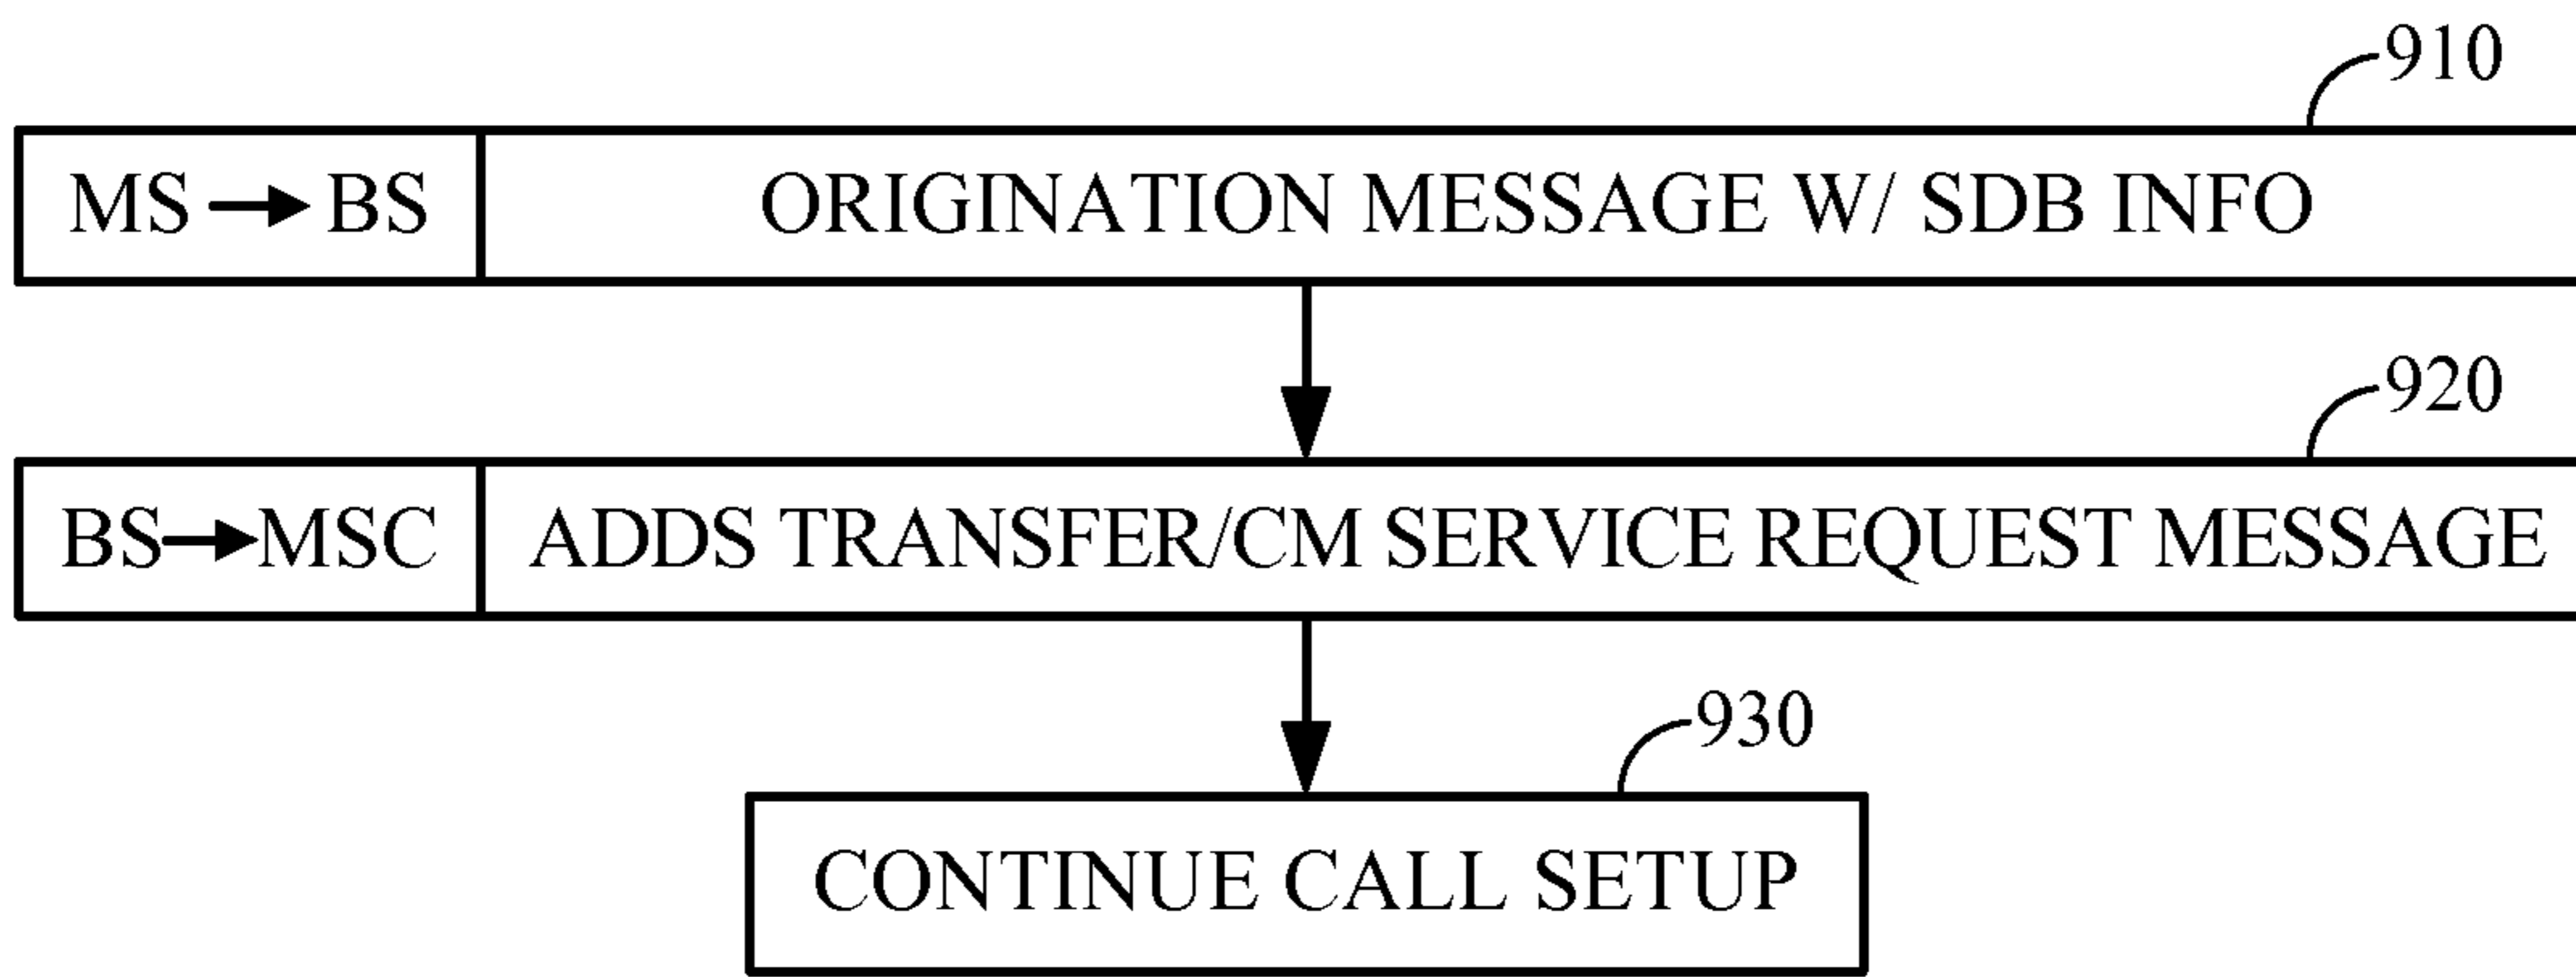 910
MS → BS ORIGINATION MESSAGE W/ SDB INFO
920
BS→MSC ADDS TRANSFER/CM SERVICE REQUEST MESSAGE
930
CONTINUE CALL SETUP